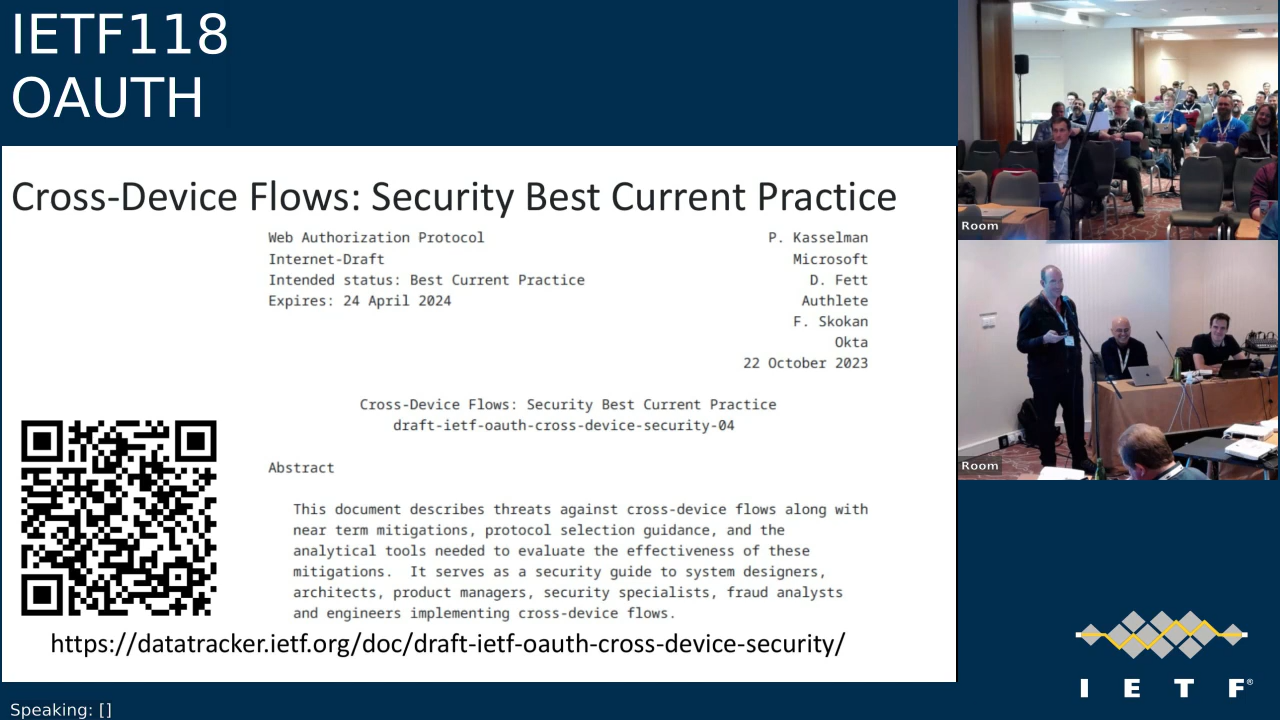 IETF118
OAUTH
Cross-Device Flows: Security Best Current Practice
Web Authorization Protocol P. Kasselman
Internet-Draft Microsoft
Intended status: Best Current Practice D. Fett
Expires: 24 April 2024 Authlete
F. Skokan
Okta
22 October 2023
Cross-Device Flows: Security Best Current Practice
draft-ietf-oauth-cross-device-security-04
Abstract
This document describes threats against cross-device flows along with
near term mitigations, protocol selection guidance, and the
analytical tools needed to evaluate the effectiveness of these
mitigations. It serves as a security guide to system designers,
architects, product managers, security specialists, fraud analysts
and engineers implementing cross-device flows.
https://datatracker.ietf.org/doc/draft-ietf-oauth-cross-device-security/
Speaking: []
Room
Room
I E T F®